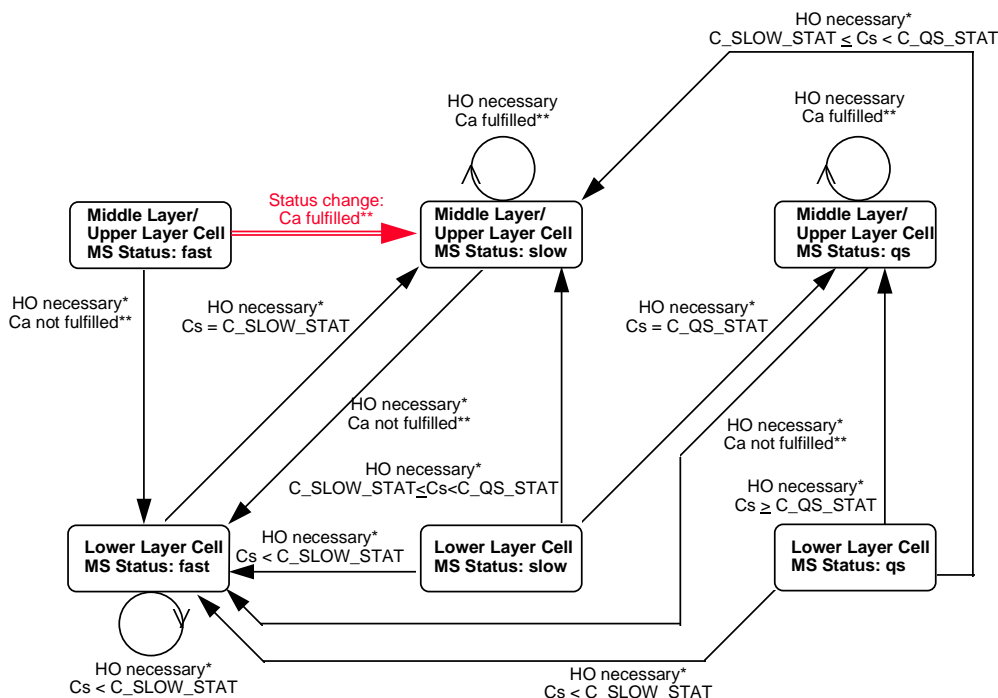 HO necessary*
C_SLOW_STAT ≤ Cs < C_QS_STAT
HO necessary
Ca fulfilled**
HO necessary
Ca fulfilled**
Status change:
Ca fulfilled**
Middle Layer/
Upper Layer Cell
MS Status: fast
Middle Layer/
Upper Layer Cell
MS Status: slow
Middle Layer/
Upper Layer Cell
MS Status: qs
HO necessary*
Ca not fulfilled**
HO necessary*
Cs = C_SLOW_STAT
HO necessary*
Cs = C_QS_STAT
HO necessary*
Ca not fulfilled**
HO necessary*
Ca not fulfilled**
HO necessary*
C_SLOW_STAT≤Cs<C_QS_STAT
HO necessary*
Cs ≥ C_QS_STAT
Lower Layer Cell
MS Status: fast
HO necessary*
Cs < C_SLOW_STAT
Lower Layer Cell
MS Status: slow
Lower Layer Cell
MS Status: qs
HO necessary*
Cs < C_SLOW_STAT
HO necessary*
Cs < C_SLOW_STAT